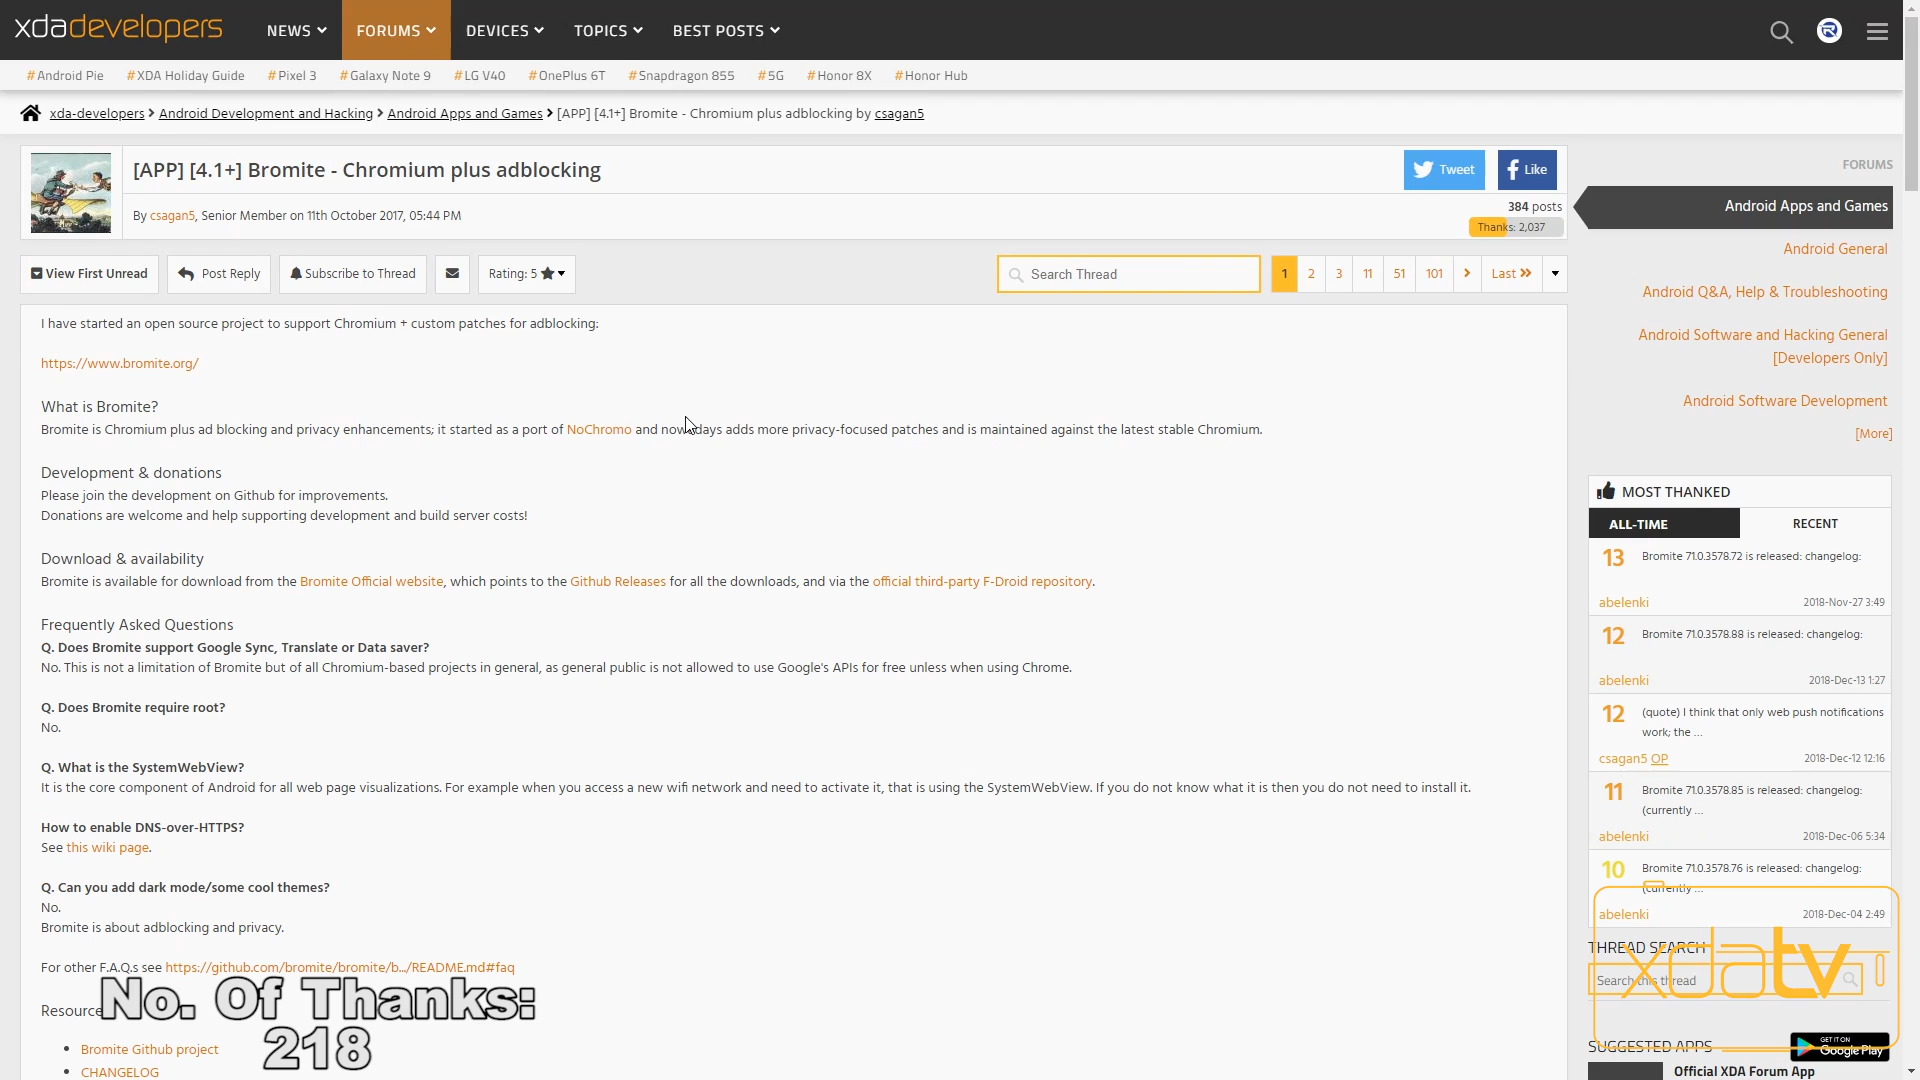 xdadevelopers
NEWS FORUMS DEVICES TOPICS BEST POSTS
#Android Pie #XDA Holiday Guide #Pixel 3 #Galaxy Note 9 #LG V40 #OnePlus 6T #Snapdragon 855 #5G #Honor 8X #Honor Hub
xda-developers > Android Development and Hacking > Android Apps and Games > [APP] [4.1+] Bromite - Chromium plus adblocking by csagan5
[APP] [4.1+] Bromite - Chromium plus adblocking
Tweet
Like
By csagan5, Senior Member on 11th October 2017, 05:44 PM
384 posts
Thanks: 2,037
View First Unread
Post Reply
Subscribe to Thread
Rating: 5
Search Thread
1 2 3 11 51 101 > Last
I have started an open source project to support Chromium + custom patches for adblocking:
https://www.bromite.org/
What is Bromite?
Bromite is Chromium plus ad blocking and privacy enhancements; it started as a port of NoChromo and nowadays adds more privacy-focused patches and is maintained against the latest stable Chromium.
Development & donations
Please join the development on Github for improvements.
Donations are welcome and help supporting development and build server costs!
Download & availability
Bromite is available for download from the Bromite Official website, which points to the Github Releases for all the downloads, and via the official third-party F-Droid repository.
Frequently Asked Questions
Q. Does Bromite support Google Sync, Translate or Data saver?
No. This is not a limitation of Bromite but of all Chromium-based projects in general, as general public is not allowed to use Google's APIs for free unless when using Chrome.
Q. Does Bromite require root?
No.
Q. What is the SystemWebView?
It is the core component of Android for all web page visualizations. For example when you access a new wifi network and need to activate it, that is using the SystemWebView. If you do not know what it is then you do not need to install it.
How to enable DNS-over-HTTPS?
See this wiki page.
Q. Can you add dark mode/some cool themes?
No.
Bromite is about adblocking and privacy.
For other F.A.Q.s see https://github.com/bromite/bromite/b.../README.md#faq
Resource
No. Of Thanks:
218
Bromite Github project
CHANGELOG
FORUMS
Android Apps and Games
Android General
Android Q&A, Help & Troubleshooting
Android Software and Hacking General
[Developers Only]
Android Software Development
[More]
MOST THANKED
ALL-TIME RECENT
13 Bromite 71.0.3578.72 is released: changelog:
abelenki 2018-Nov-27 3:49
12 Bromite 71.0.3578.88 is released: changelog:
abelenki 2018-Dec-13 1:27
12 (quote) I think that only web push notifications
work; the ...
csagan5 OP 2018-Dec-12 12:16
11 Bromite 71.0.3578.85 is released: changelog:
(currently ...
abelenki 2018-Dec-06 5:34
10 Bromite 71.0.3578.76 is released: changelog:
(currently ...
abelenki 2018-Dec-04 2:49
THREAD SEARCH
Search this thread
xdatv
SUGGESTED APPS
GET IT ON
Google Play
Official XDA Forum App